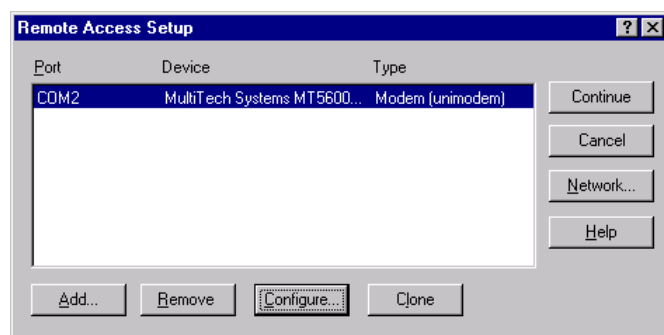 Remote Access Setup
Port Device Type
COM2 MultiTech Systems MT5600... Modem (unimodem)
Continue
Cancel
Network...
Help
Add... Remove Configure... Clone